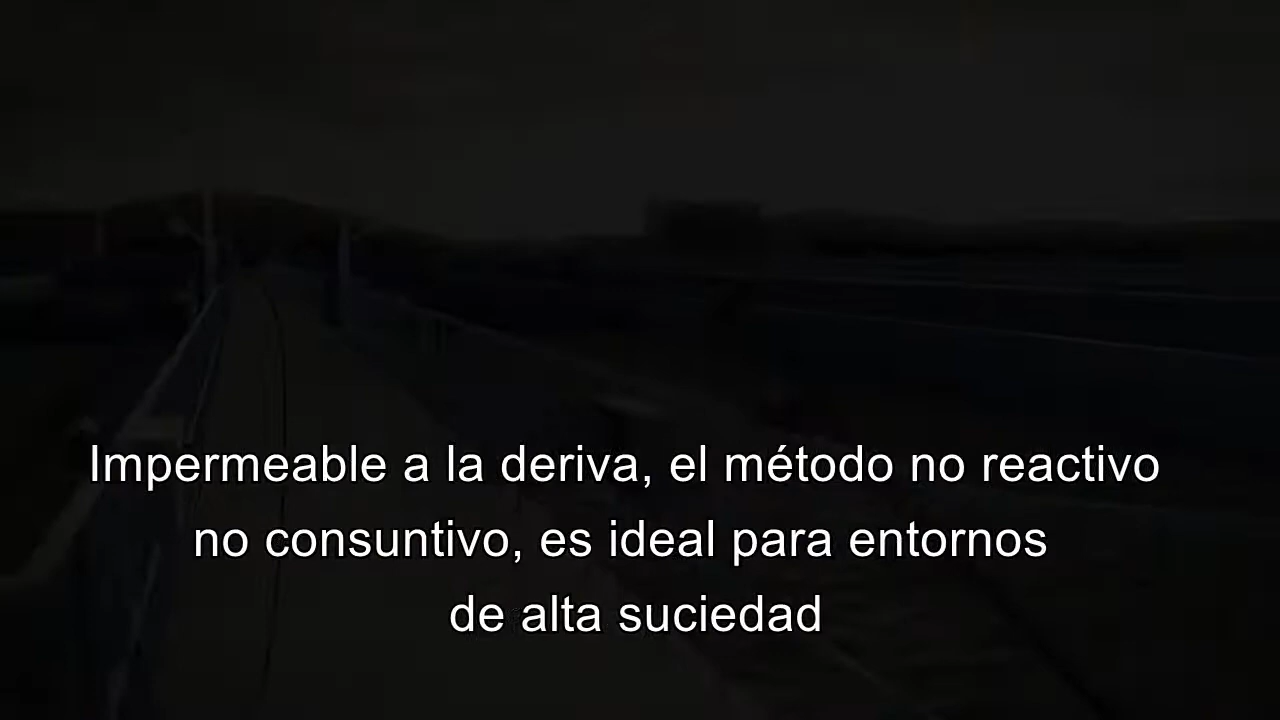 Impermeable a la deriva, el método no reactivo
no consuntivo, es ideal para entornos
de alta suciedad